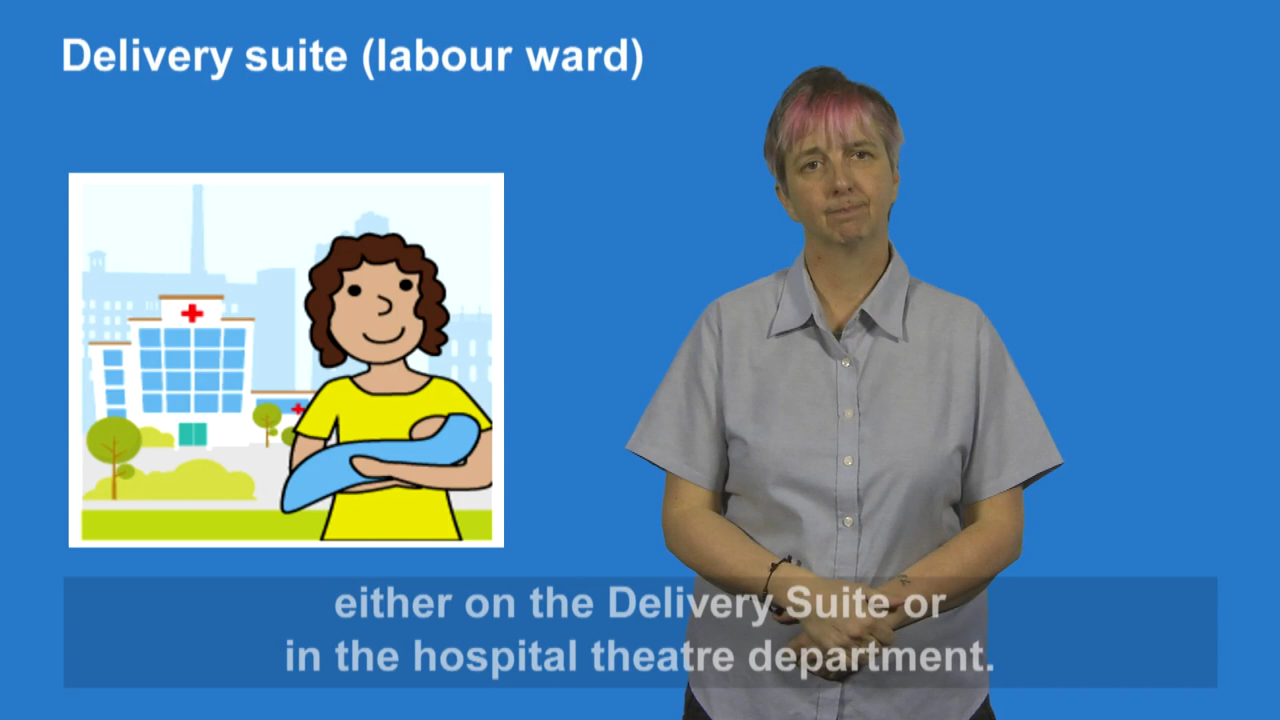 Delivery suite (labour ward)
either on the Delivery Suite or
in the hospital theatre department.